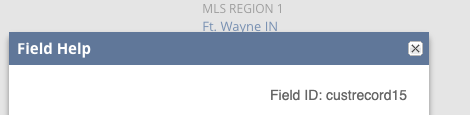 MLS REGION 1
Ft. Wayne IN
Field Help
Field ID: custrecord15